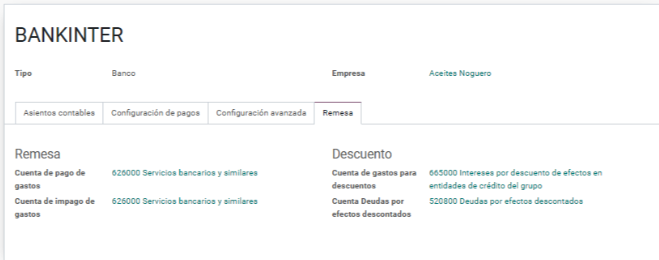 BANKINTER
Tipo Banco Empresa Aceites Noguero
Asientos contables Configuración de pagos Configuración avanzada Remesa
Remesa Descuento
Cuenta de pago de gastos 626000 Servicios bancarios y similares
Cuenta de impago de gastos 626000 Servicios bancarios y similares
Cuenta de gastos para descuentos 665000 Intereses por descuento de efectos en entidades de crédito del grupo
Cuenta Deudas por efectos descontados 520800 Deudas por efectos descontados